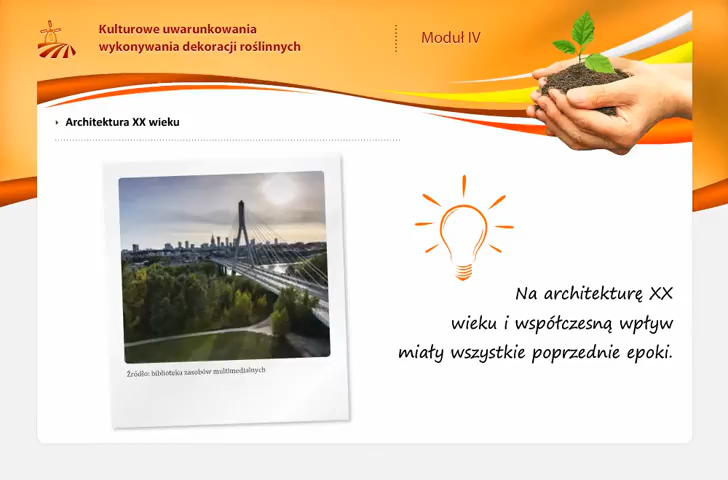 Kulturowe uwarunkowania
wykonywania dekoracji roślinnych
Moduł IV
Architektura XX wieku
Źródło: biblioteka zasobów multimedialnych
Na architekturę XX
wieku i współczesną wpływ
miały wszystkie poprzednie epoki.